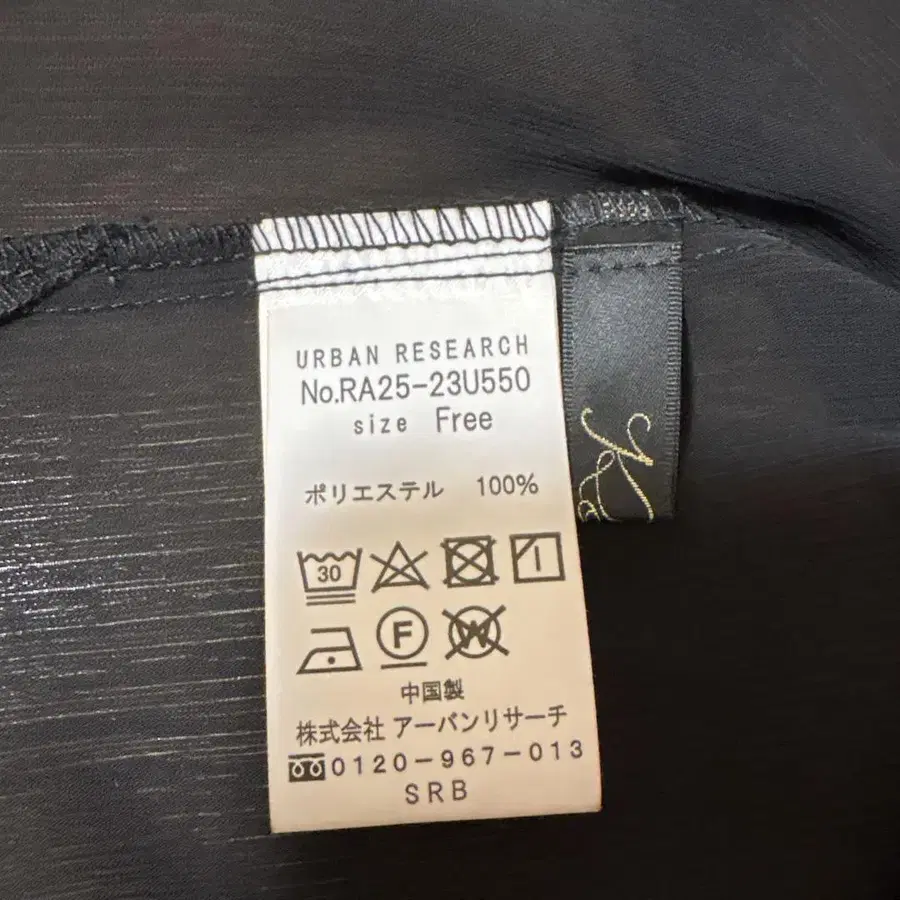 URBAN RESEARCH
No.RA25-23U550
size Free
ポリエステル 100%
30
F
W
中国製
株式会社 アーバンリサーチ
0120-967-013
SRB